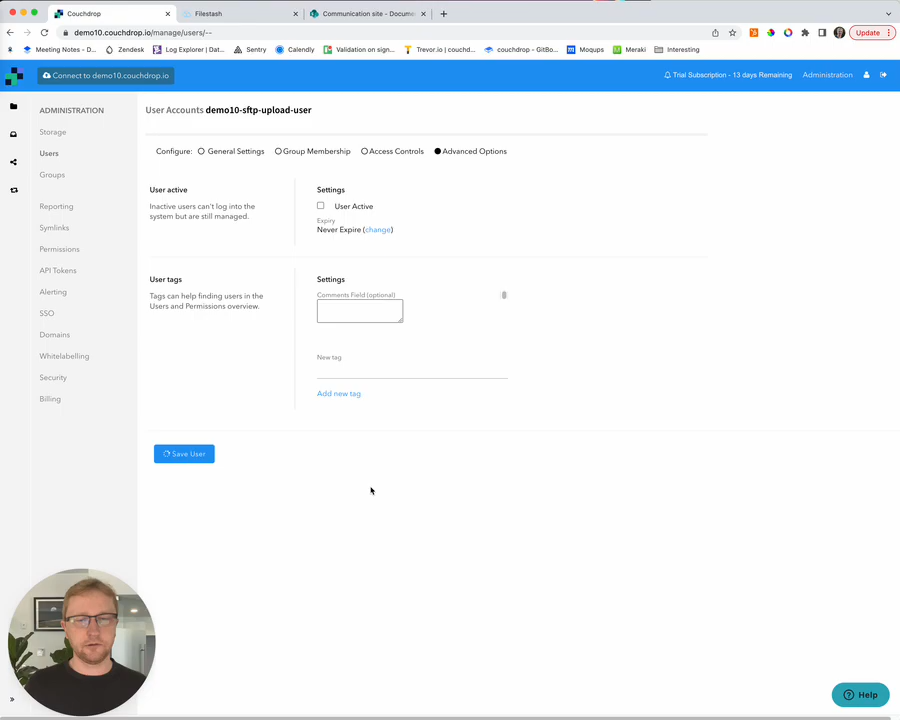 Couchdrop
Filestash
Communication site - Docume
demo10.couchdrop.io/manage/users/--
Update
Meeting Notes - D...
Zendesk
Log Explorer | Dat...
Sentry
Calendly
Validation on sign...
Trevor.io | couchd...
couchdrop - GitBo...
Moqups
Meraki
Interesting
Connect to demo10.couchdrop.io
Trial Subscription - 13 days Remaining
Administration
ADMINISTRATION
Storage
Users
Groups
Reporting
Symlinks
Permissions
API Tokens
Alerting
SSO
Domains
Whitelabelling
Security
Billing
User Accounts demo10-sftp-upload-user
Configure: General Settings Group Membership Access Controls Advanced Options
User active
Inactive users can't log into the
system but are still managed.
Settings
User Active
Expiry
Never Expire (change)
User tags
Tags can help finding users in the
Users and Permissions overview.
Settings
Comments Field (optional)
New tag
Add new tag
Save User
Help